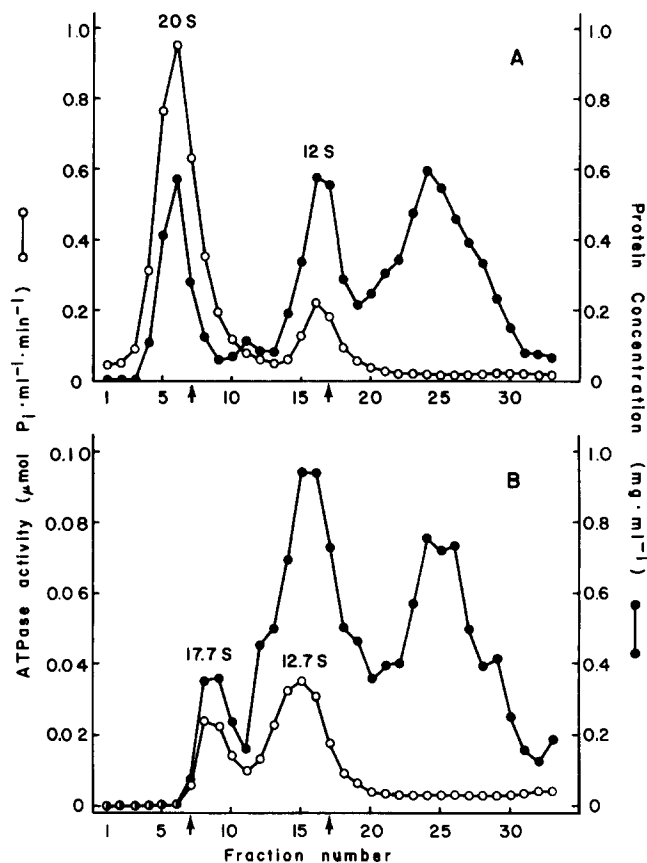 20 S
A
12 S
1.0
0.8
0.6
0.4
0.2
0
1.0
0.8
0.6
0.4
0.2
0
1 5 10 15 20 25 30
B
17.7 S
12.7 S
0.10
0.08
0.06
0.04
0.02
0
1.0
0.8
0.6
0.4
0.2
0
1 5 10 15 20 25 30
Fraction number
ATPase activity (μmol Pi·ml⁻¹·min⁻¹)
Protein Concentration (mg·ml⁻¹)